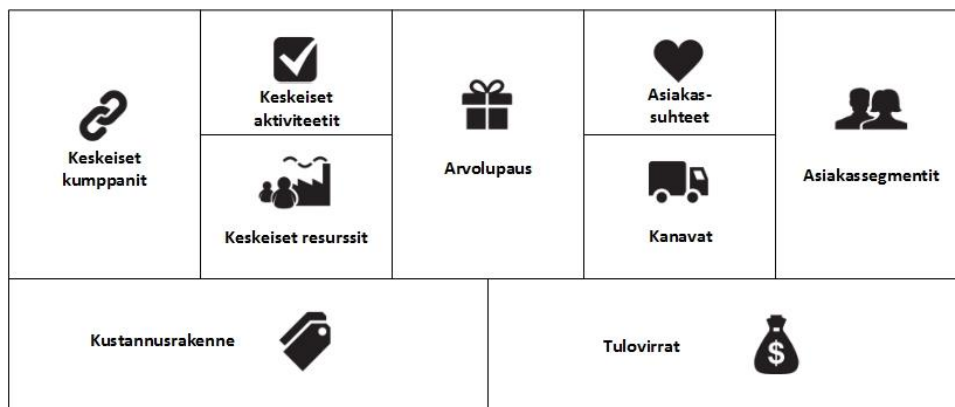 Keskeiset
kumppanit
Keskeiset
aktiviteetit
Keskeiset resurssit
Arvolupaus
Asiakas-
suhteet
Kanavat
Asiakassegmentit
Kustannusrakenne
Tulovirrat
$